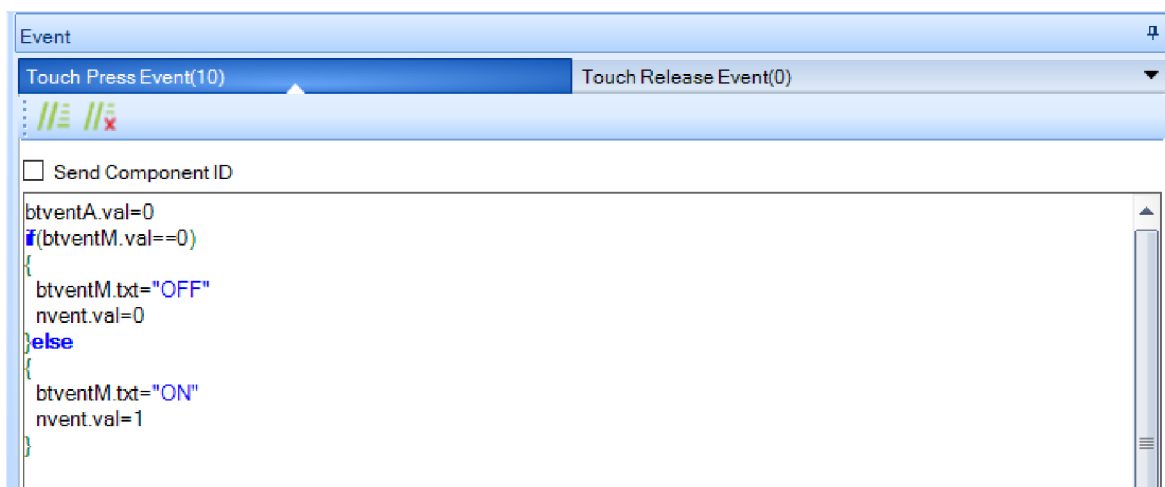 Event
Touch Press Event(10)
Touch Release Event(0)
Send Component ID
btventA.val=0
if(btventM.val==0)
{
  btventM.txt="OFF"
  nvent.val=0
}else
{
  btventM.txt="ON"
  nvent.val=1
}